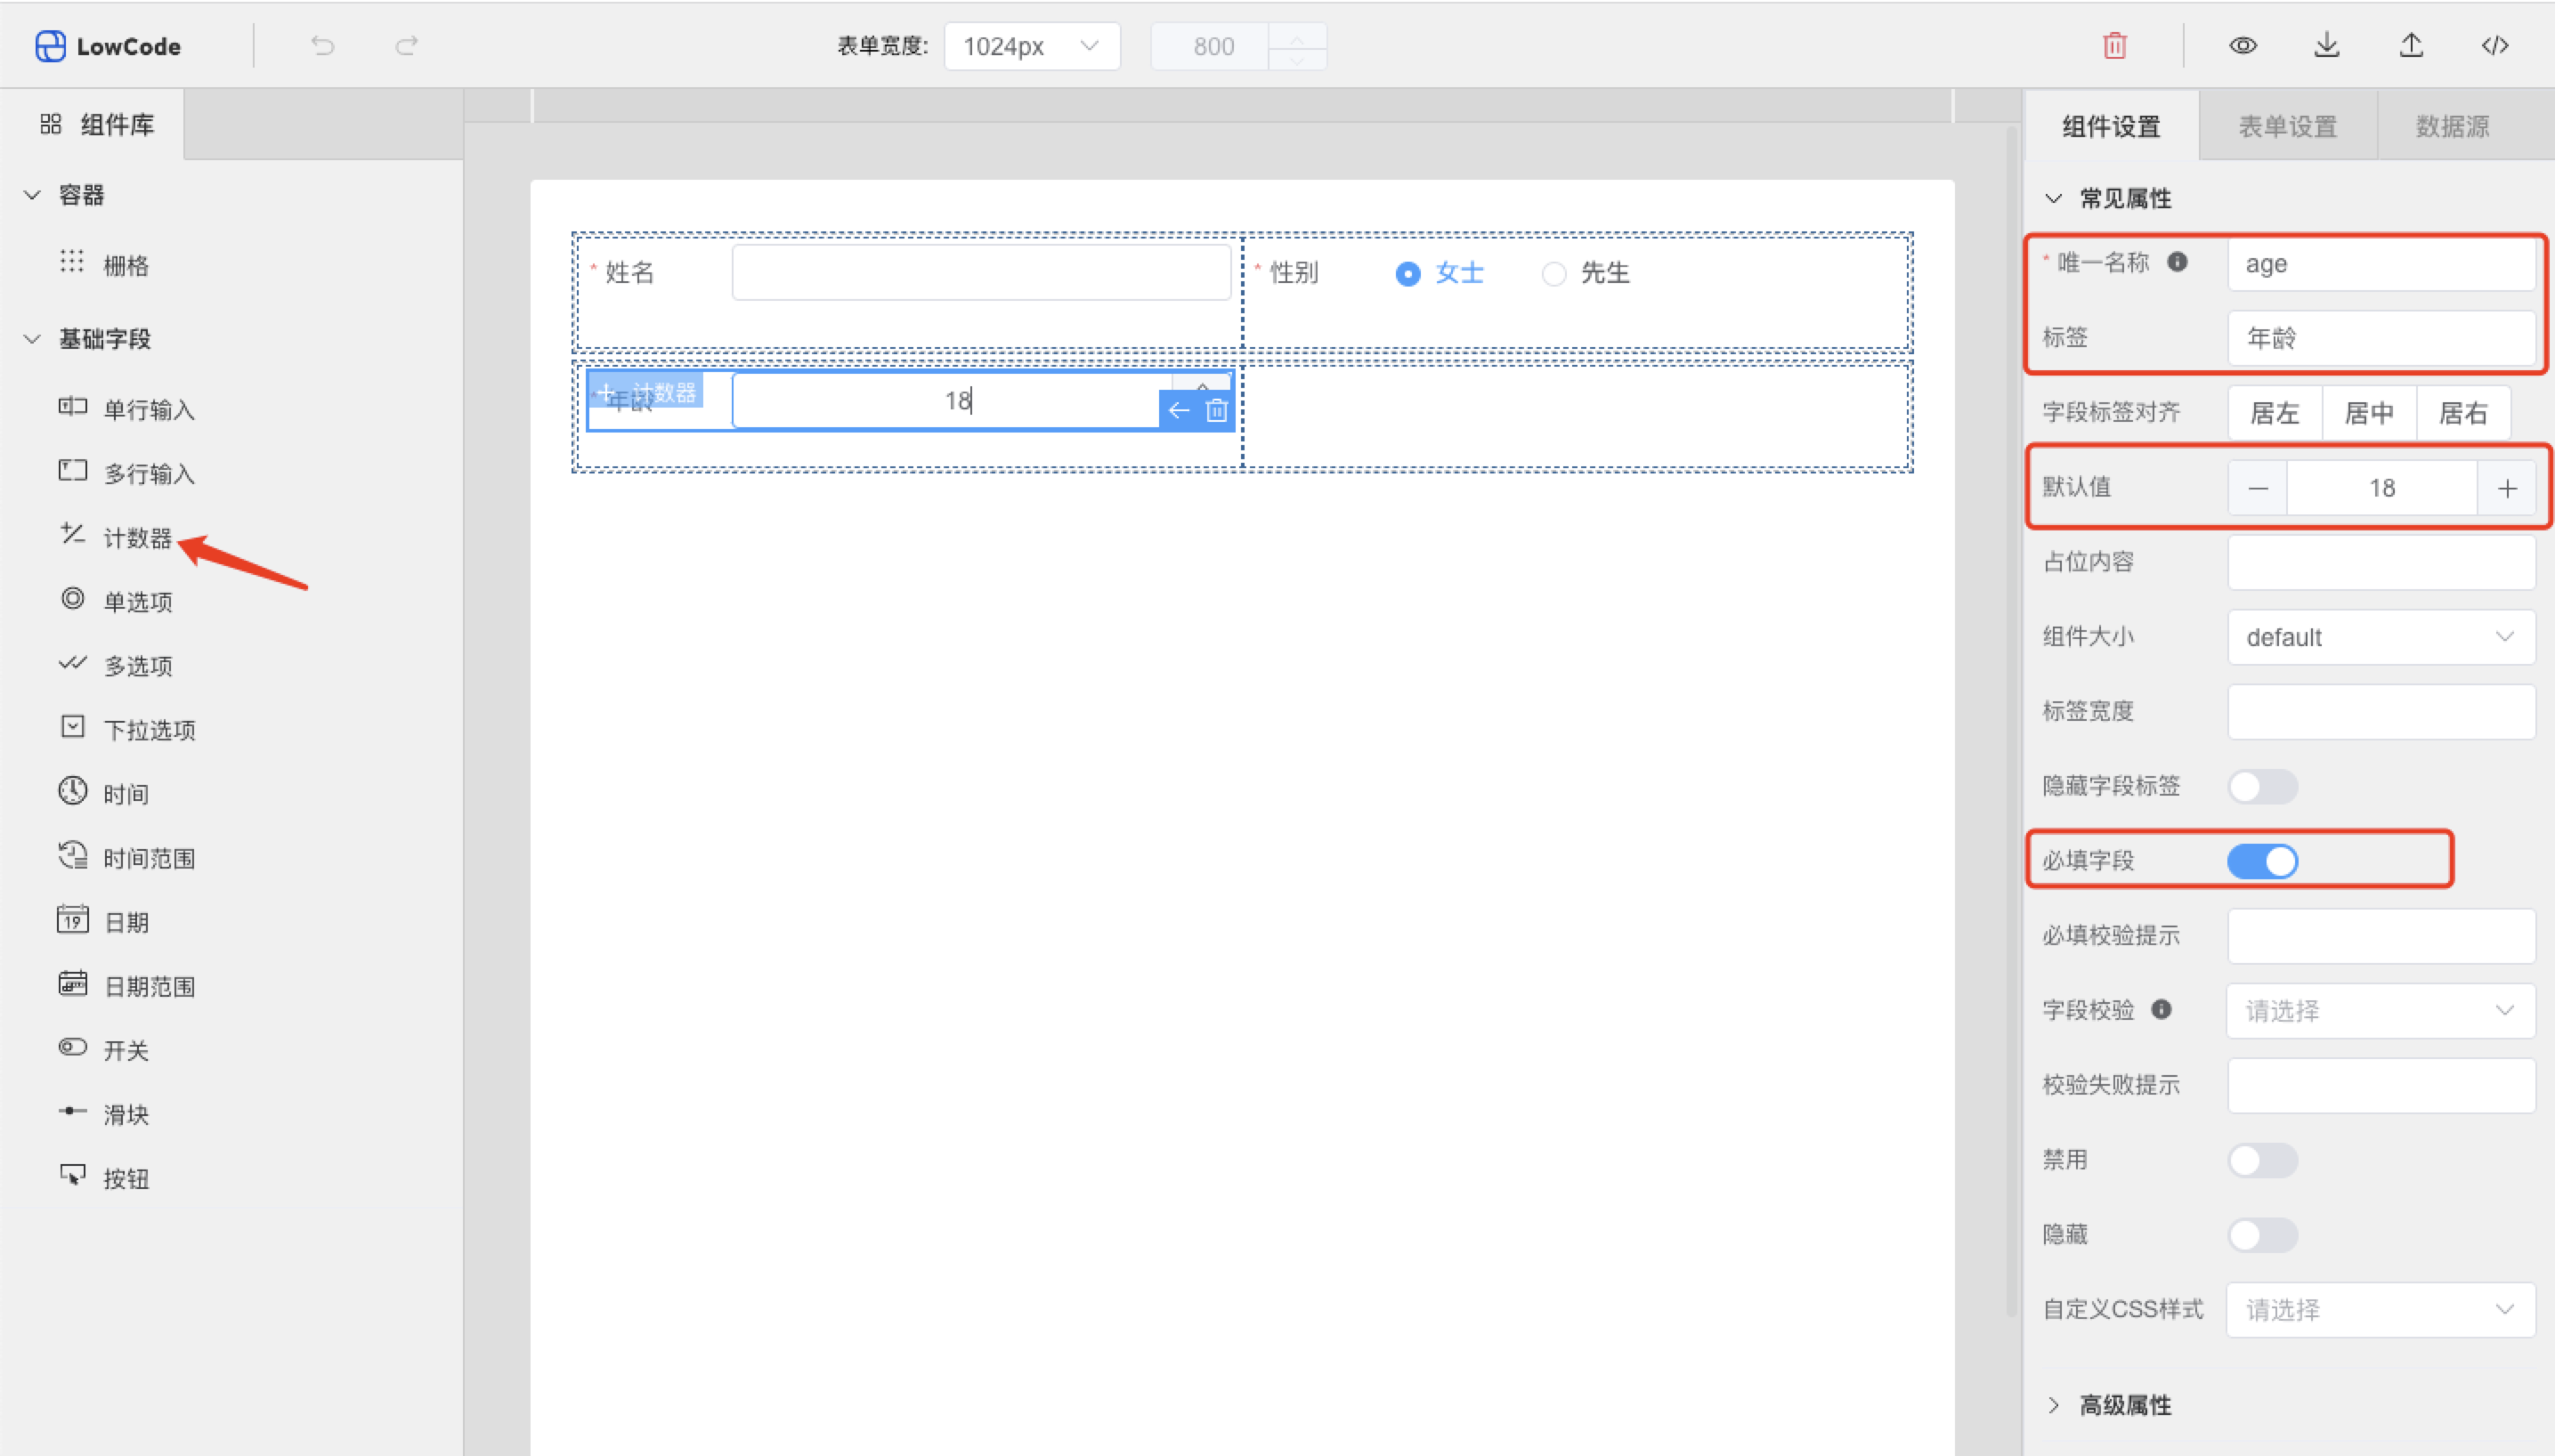 LowCode
表单宽度:
1024px
800
组件库
容器
栅格
基础字段
单行输入
多行输入
计数器
单选项
多选项
下拉选项
时间
时间范围
19
日期
日期范围
开关
滑块
按钮
* 姓名
* 性别
女士
先生
计数器
* 年龄
18
组件设置
表单设置
数据源
常见属性
* 唯一名称
age
标签
年龄
字段标签对齐
居左
居中
居右
默认值
18
占位内容
组件大小
default
标签宽度
隐藏字段标签
必填字段
必填校验提示
字段校验
请选择
校验失败提示
禁用
隐藏
自定义CSS样式
请选择
高级属性